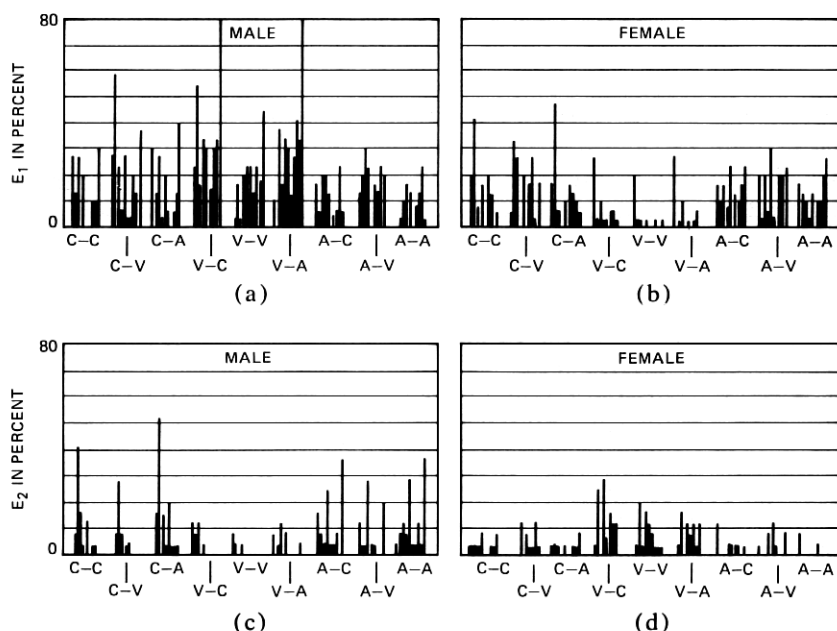 80
MALE
FEMALE
E1 IN PERCENT
0
C–C C–A V–V A–C A–A
C–V V–C V–A A–V
(a)
C–C C–A V–V A–C A–A
C–V V–C V–A A–V
(b)
80
MALE
FEMALE
E2 IN PERCENT
0
C–C C–A V–V A–C A–A
C–V V–C V–A A–V
(c)
C–C C–A V–V A–C A–A
C–V V–C V–A A–V
(d)